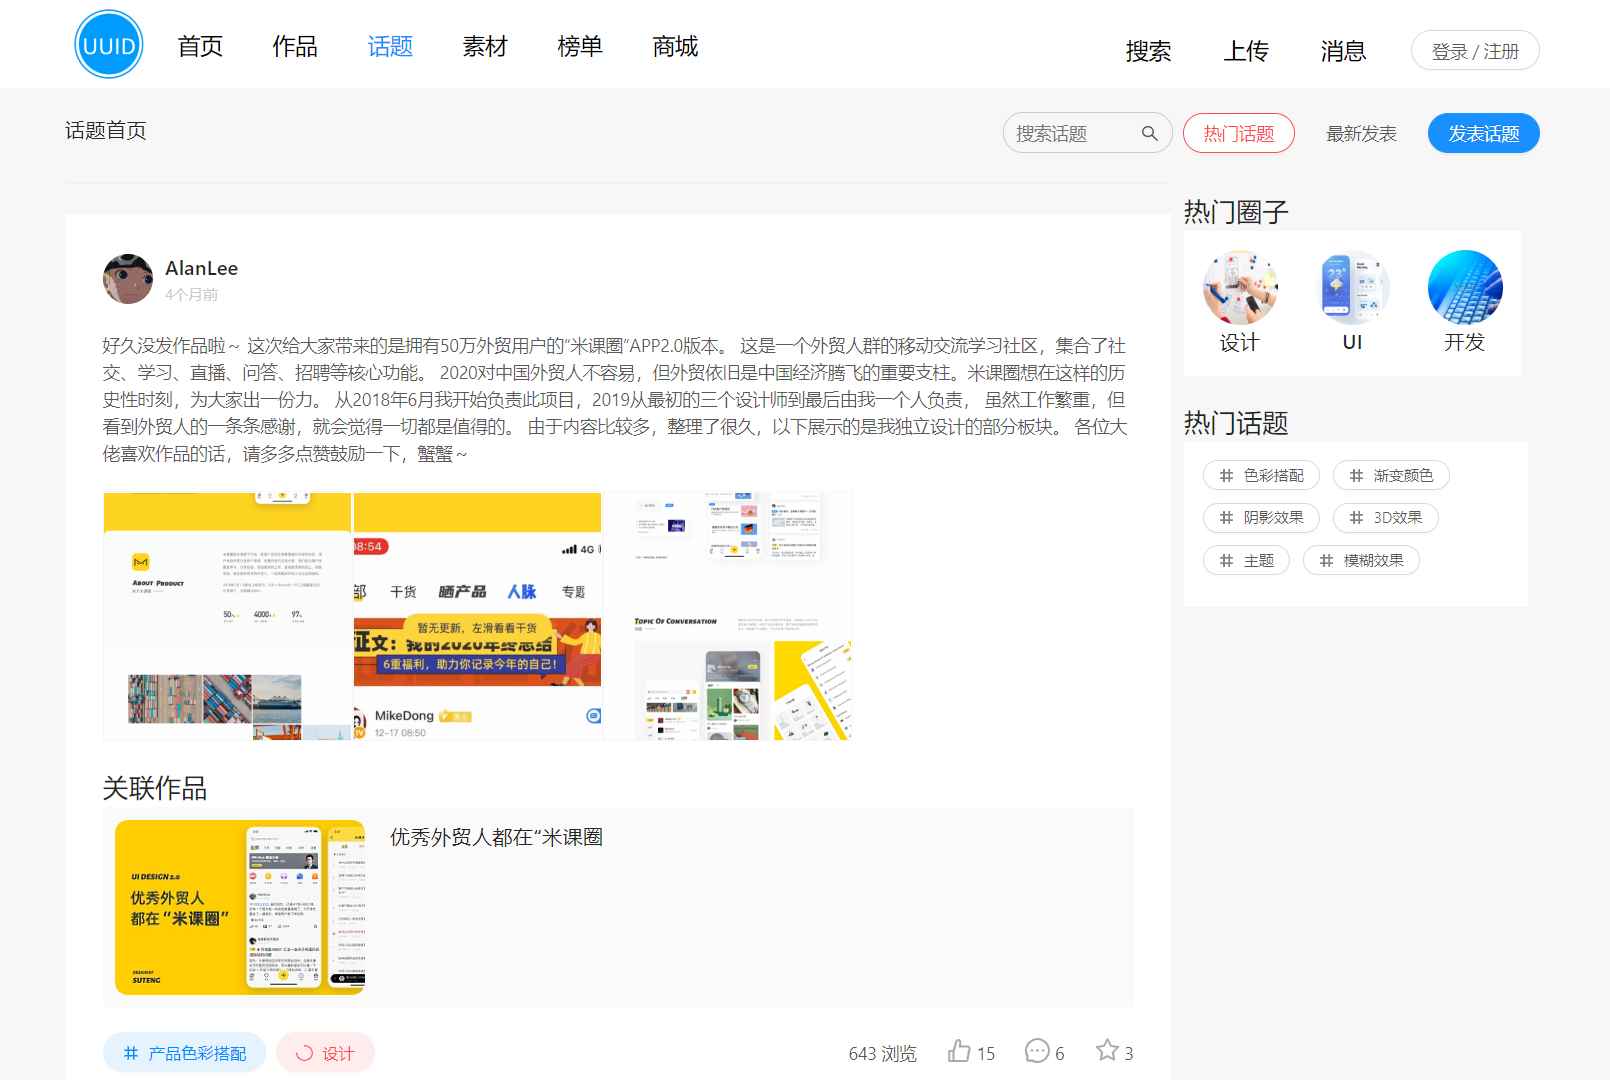 UUID
首页
作品
话题
素材
榜单
商城
搜索
上传
消息
登录 / 注册
话题首页
搜索话题
热门话题
最新发表
发表话题
AlanLee
4个月前
好久没发作品啦～ 这次给大家带来的是拥有50万外贸用户的“米课圈”APP2.0版本。 这是一个外贸人群的移动交流学习社区，集合了社
交、学习、直播、问答、招聘等核心功能。 2020对中国外贸人不容易，但外贸依旧是中国经济腾飞的重要支柱。米课圈想在这样的历
史性时刻，为大家出一份力。 从2018年6月我开始负责此项目，2019从最初的三个设计师到最后由我一个人负责， 虽然工作繁重，但
看到外贸人的一条条感谢，就会觉得一切都是值得的。 由于内容比较多，整理了很久，以下展示的是我独立设计的部分板块。 各位大
佬喜欢作品的话，请多多点赞鼓励一下，蟹蟹～
ABOUT PRODUCT
50
4000+
97
08:54
4G
部
干货
晒产品
人脉
专题
暂无更新，左滑看看干货
征文：我的2020年终总结
6重福利，助力你记录今年的自己！
MikeDong
12-17 08:50
TOPIC OF CONVERSATION
关联作品
UI DESIGN 2.0
优秀外贸人
都在“米课圈”
DESIGN BY
SUTENG
优秀外贸人都在“米课圈
# 产品色彩搭配
设计
643 浏览
15
6
3
热门圈子
设计
UI
开发
热门话题
# 色彩搭配
# 渐变颜色
# 阴影效果
# 3D效果
# 主题
# 模糊效果